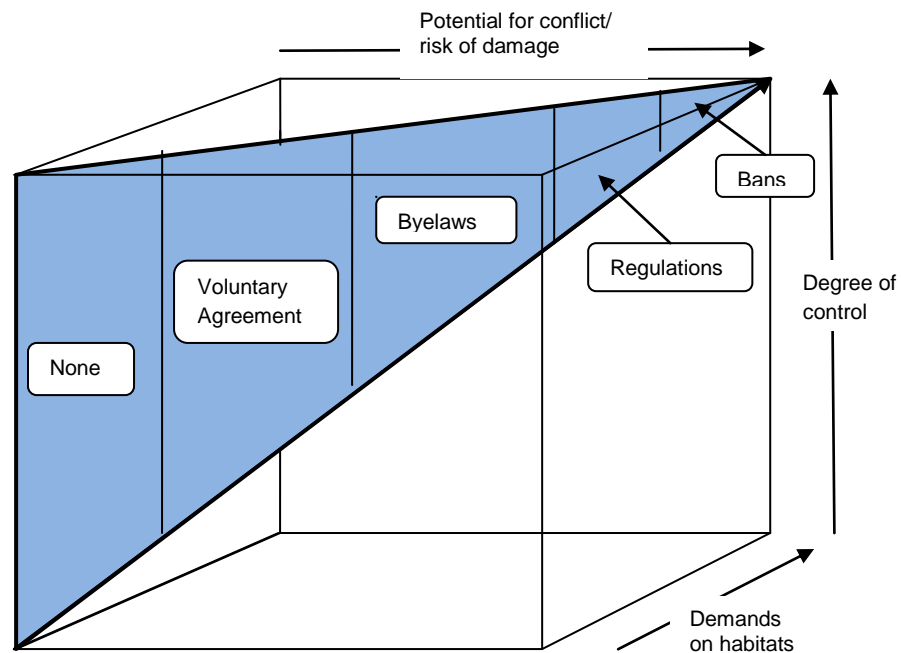 Potential for conflict/
risk of damage
Bans
Byelaws
Regulations
Voluntary
Agreement
Degree of
control
None
Demands
on habitats